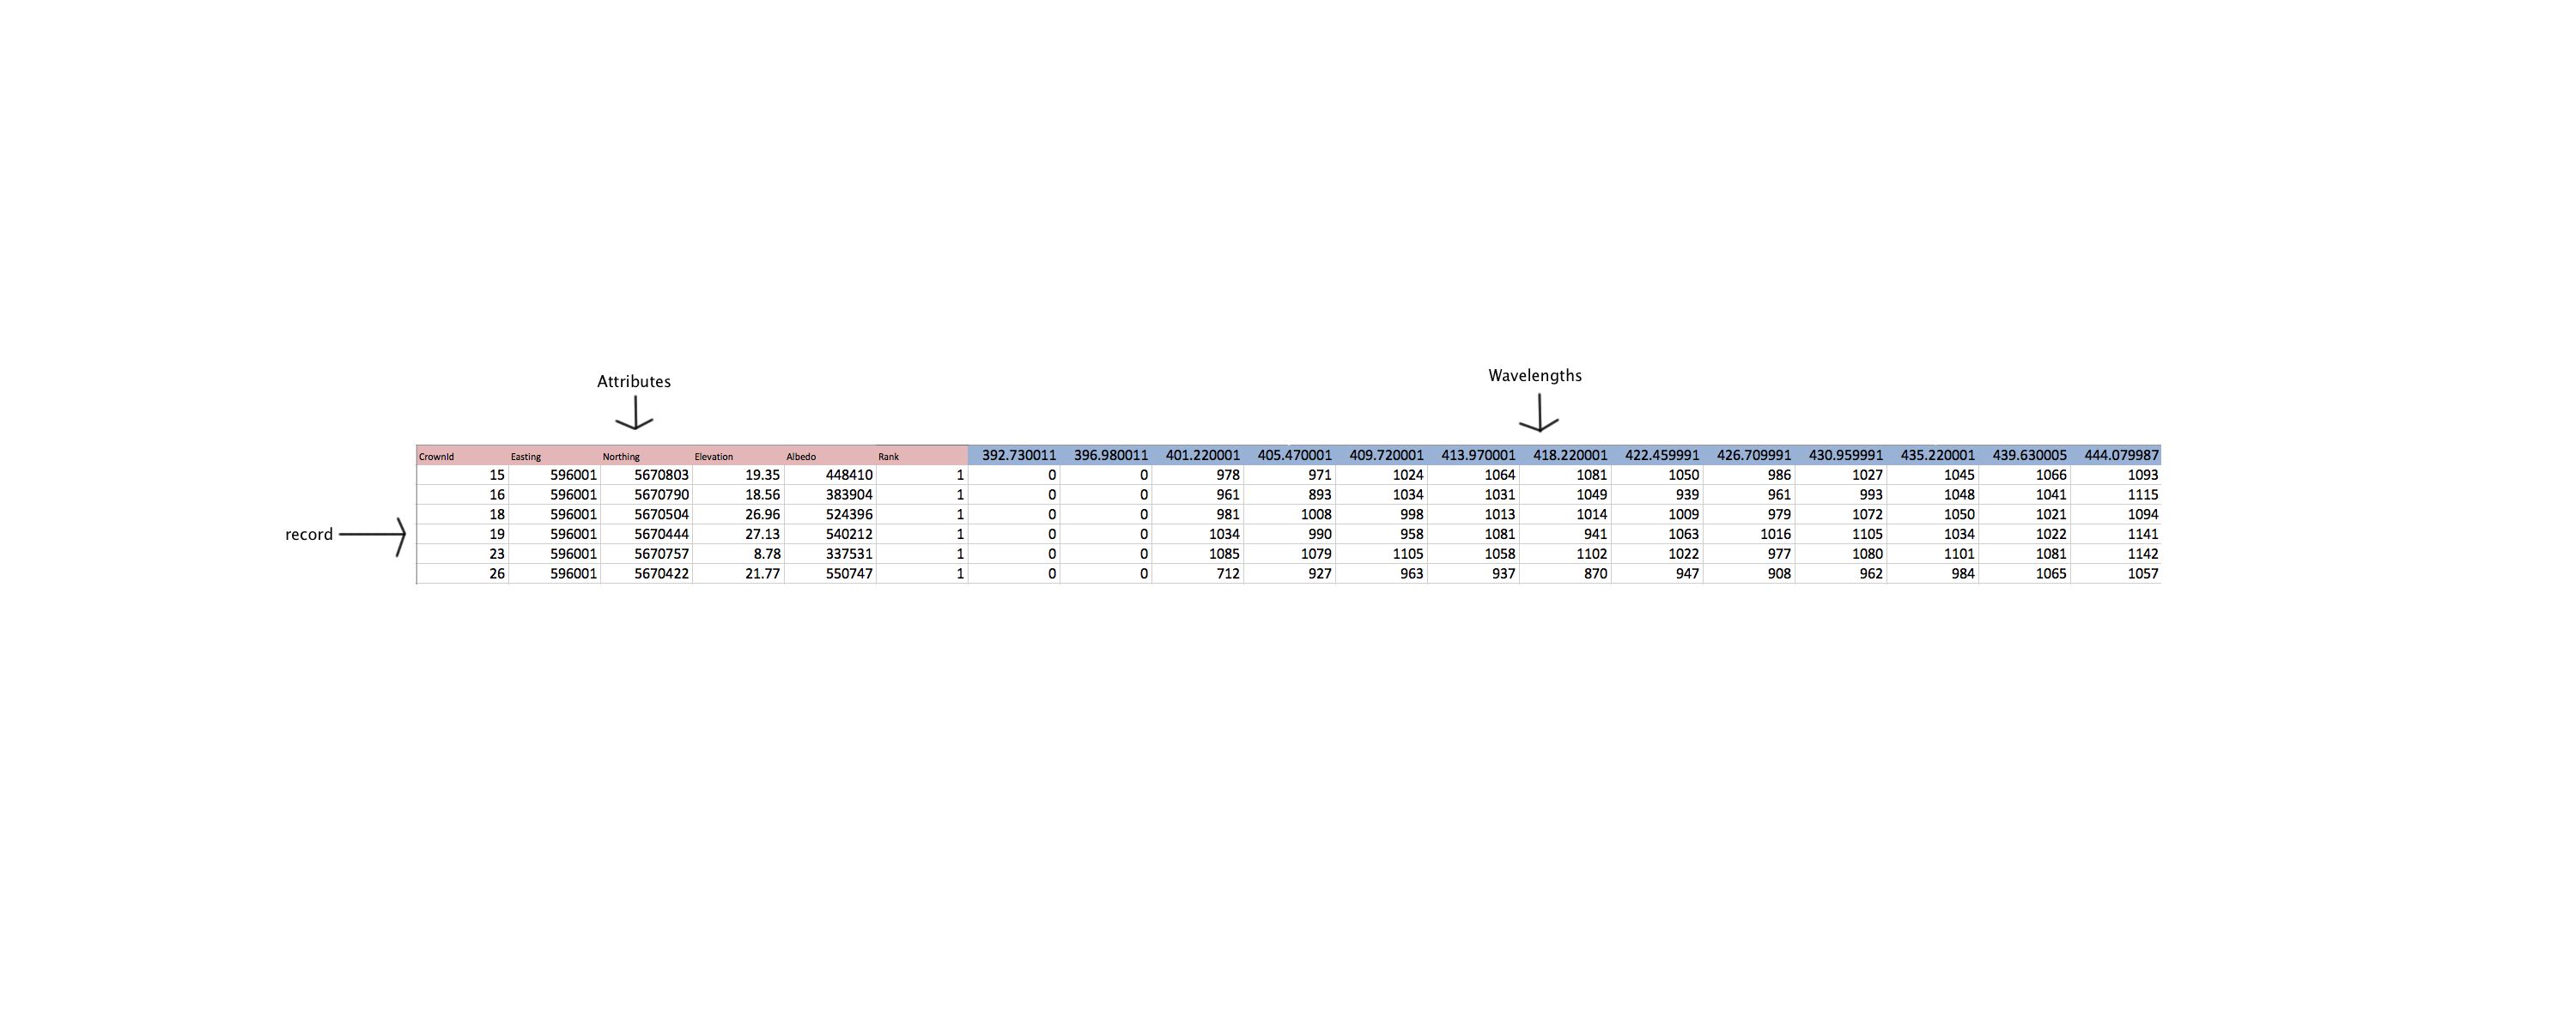 Attributes Wavelengths
CrownId Easting Northing Elevation Albedo Rank 392.730011 396.980011 401.220001 405.470001 409.720001 413.970001 418.220001 422.459991 426.709991 430.959991 435.220001 439.630005 444.079987
15 596001 5670803 19.35 448410 1 0 0 978 971 1024 1064 1081 1050 986 1027 1045 1066 1093
16 596001 5670790 18.56 383904 1 0 0 961 893 1034 1031 1049 939 961 993 1048 1041 1115
18 596001 5670504 26.96 524396 1 0 0 981 1008 998 1013 1014 1009 979 1072 1050 1021 1094
record 19 596001 5670444 27.13 540212 1 0 0 1034 990 958 1081 941 1063 1016 1105 1034 1022 1141
23 596001 5670757 8.78 337531 1 0 0 1085 1079 1105 1058 1102 1022 977 1080 1101 1081 1142
26 596001 5670422 21.77 550747 1 0 0 712 927 963 937 870 947 908 962 984 1065 1057